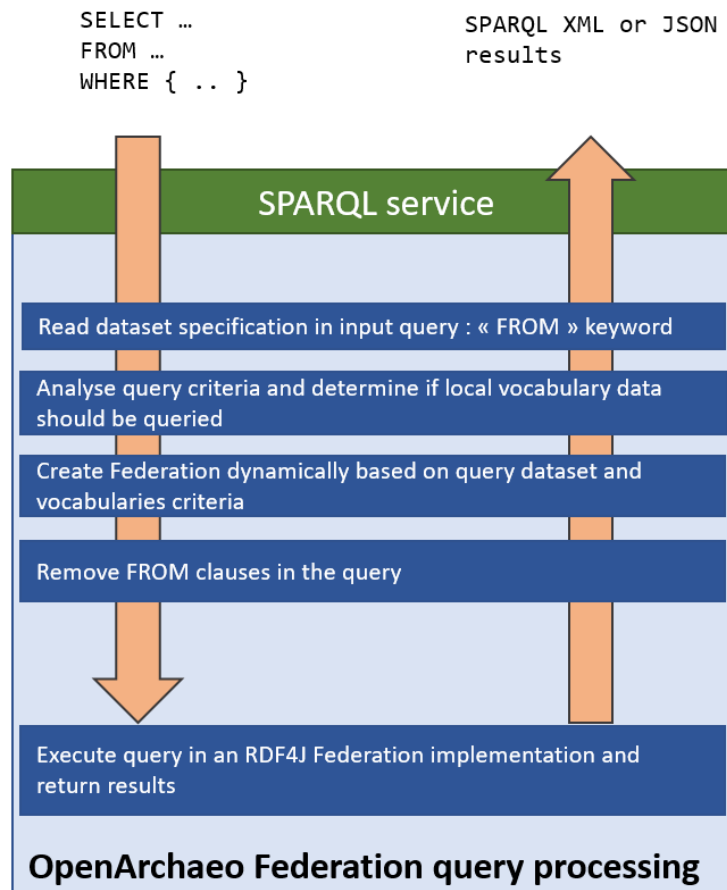 SELECT …
FROM …
WHERE { .. }
SPARQL XML or JSON
results
SPARQL service
Read dataset specification in input query : « FROM » keyword
Analyse query criteria and determine if local vocabulary data
should be queried
Create Federation dynamically based on query dataset and
vocabularies criteria
Remove FROM clauses in the query
Execute query in an RDF4J Federation implementation and
return results
OpenArchaeo Federation query processing